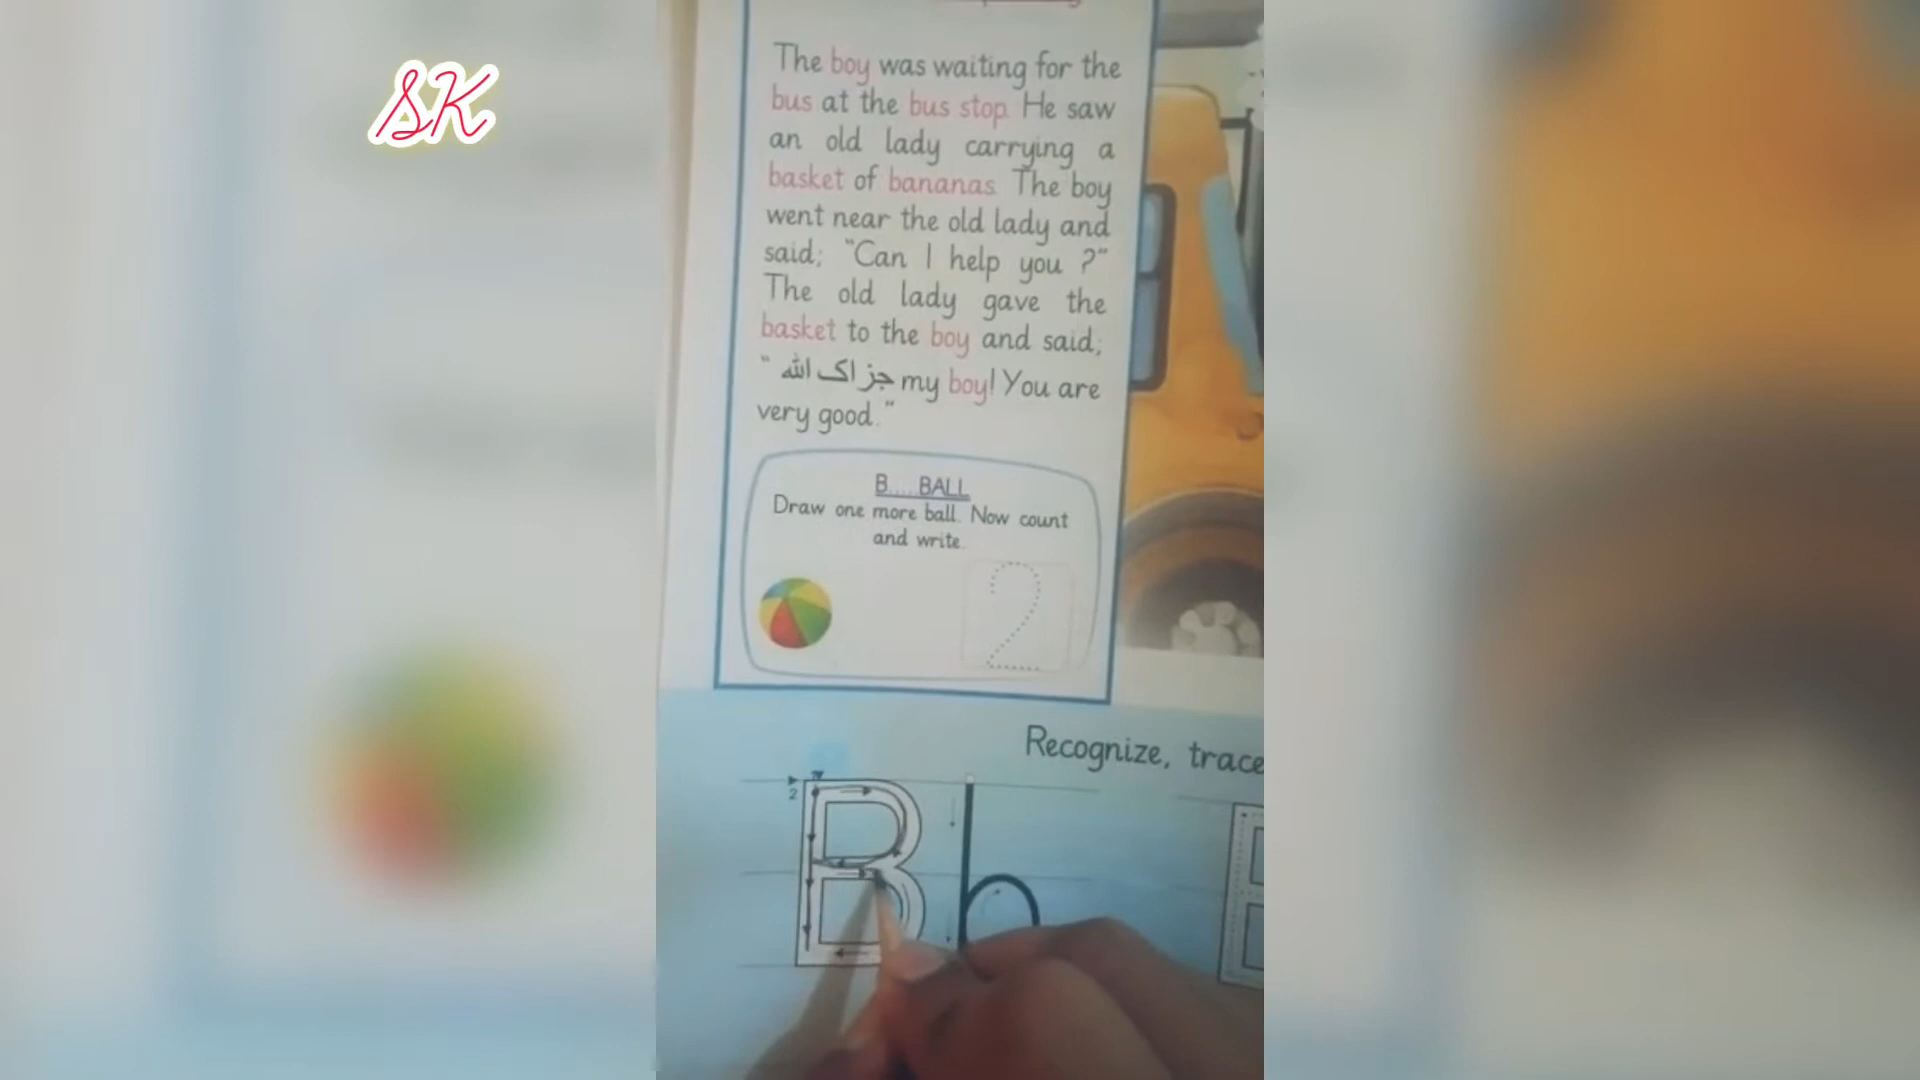 SK
The boy was waiting for the
bus at the bus stop. He saw
an old lady carrying a
basket of bananas. The boy
went near the old lady and
said; "Can I help you ?"
The old lady gave the
basket to the boy and said;
" جزاک الله my boy! You are
very good."
B.....BALL
Draw one more ball. Now count
and write.
2
Recognize, trace
2
B b